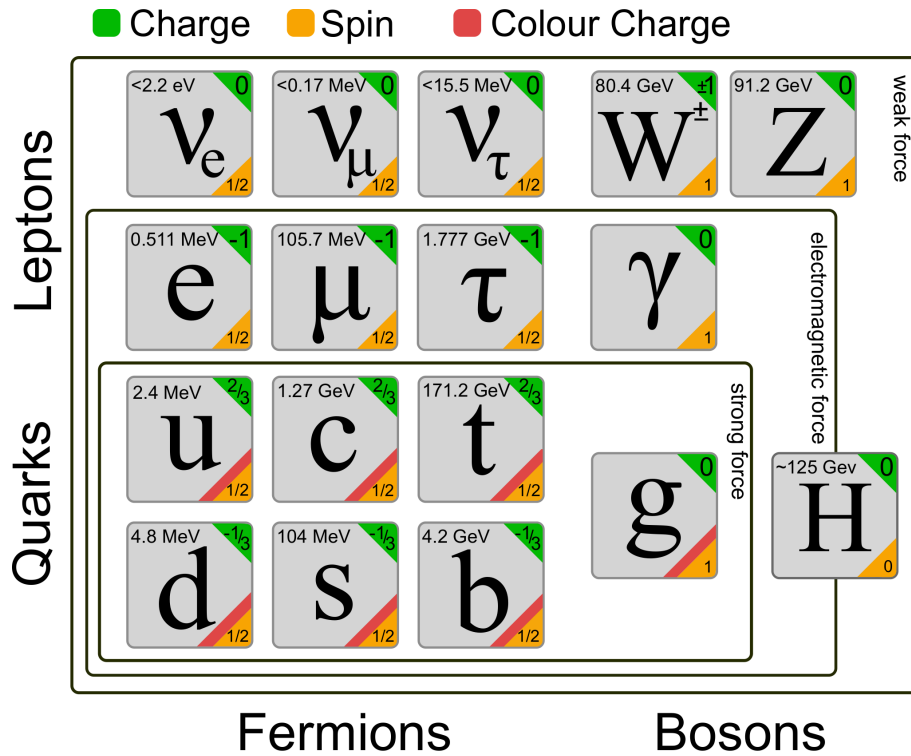 Charge Spin Colour Charge
Leptons
<2.2 eV 0 νe 1/2
<0.17 MeV 0 νμ 1/2
<15.5 MeV 0 ντ 1/2
80.4 GeV ±1 W± 1
91.2 GeV 0 Z 1
weak force
0.511 MeV -1 e 1/2
105.7 MeV -1 μ 1/2
1.777 GeV -1 τ 1/2
0 γ 1
electromagnetic force
Quarks
2.4 MeV 2/3 u 1/2
1.27 GeV 2/3 c 1/2
171.2 GeV 2/3 t 1/2
strong force
0 g 1
~125 Gev 0 H 0
4.8 MeV -1/3 d 1/2
104 MeV -1/3 s 1/2
4.2 GeV -1/3 b 1/2
Fermions Bosons